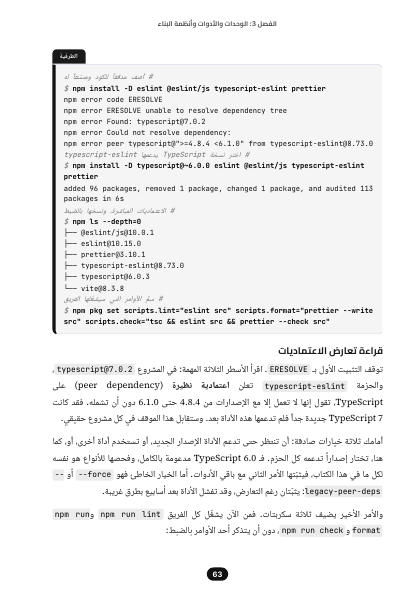 الفصل 3: الوحدات والأدوات وأنظمة البناء
الطرفية
# أضف مدققاً للكود ومنسّقاً له
$ npm install -D eslint @eslint/js typescript-eslint prettier
npm error code ERESOLVE
npm error ERESOLVE unable to resolve dependency tree
npm error Found: typescript@7.0.2
npm error Could not resolve dependency:
npm error peer typescript@">=4.8.4 <6.1.0" from typescript-eslint@8.73.0
# اختر نسخة TypeScript يدعمها typescript-eslint
$ npm install -D typescript@~6.0.0 eslint @eslint/js typescript-eslint
prettier
added 96 packages, removed 1 package, changed 1 package, and audited 113
packages in 6s
# الاعتماديات المباشرة، ونسخها بالضبط
$ npm ls --depth=0
├── @eslint/js@10.0.1
├── eslint@10.15.0
├── prettier@3.10.1
├── typescript-eslint@8.73.0
├── typescript@6.0.3
└── vite@8.3.8
# سمِّ الأوامر التي سيشغّلها الفريق
$ npm pkg set scripts.lint="eslint src" scripts.format="prettier --write
src" scripts.check="tsc && eslint src && prettier --check src"
قراءة تعارض الاعتماديات
توقف التثبيت الأول بـ ERESOLVE. اقرأ الأسطر الثلاثة المهمة: في المشروع typescript@7.0.2،
والحزمة typescript-eslint تعلن اعتمادية نظيرة (peer dependency) على
TypeScript، تقول إنها لا تعمل إلا مع الإصدارات من 4.8.4 حتى 6.1.0 دون أن تشمله. فقد كانت
TypeScript 7 جديدة جداً فلم تدعمها هذه الأداة بعد، وستقابل هذا الموقف في كل مشروع حقيقي.
أمامك ثلاثة خيارات صادقة: أن تنتظر حتى تدعم الأداة الإصدار الجديد، أو تستخدم أداة أخرى، أو، كما
هنا، تختار إصداراً تدعمه كل الحزم. فـ TypeScript 6.0 مدعومة بالكامل، وفحصها للأنواع هو نفسه
لكل ما في هذا الكتاب، فيثبّتها الأمر الثاني مع باقي الأدوات. أما الخيار الخاطئ فهو --force أو --
legacy-peer-deps: يثبّتان رغم التعارض، وقد تفشل الأداة بعد أسابيع بطرق غريبة.
والأمر الأخير يضيف ثلاثة سكربتات. فمن الآن يشغّل كل الفريق npm run lint و npm run
format و npm run check، دون أن يتذكر أحد الأوامر بالضبط:
63